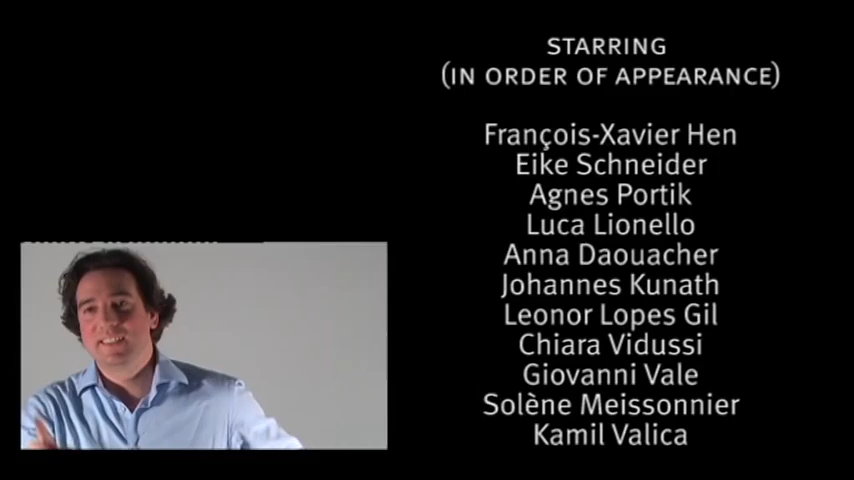 STARRING
(IN ORDER OF APPEARANCE)
François-Xavier Hen
Eike Schneider
Agnes Portik
Luca Lionello
Anna Daouacher
Johannes Kunath
Leonor Lopes Gil
Chiara Vidussi
Giovanni Vale
Solène Meissonnier
Kamil Valica